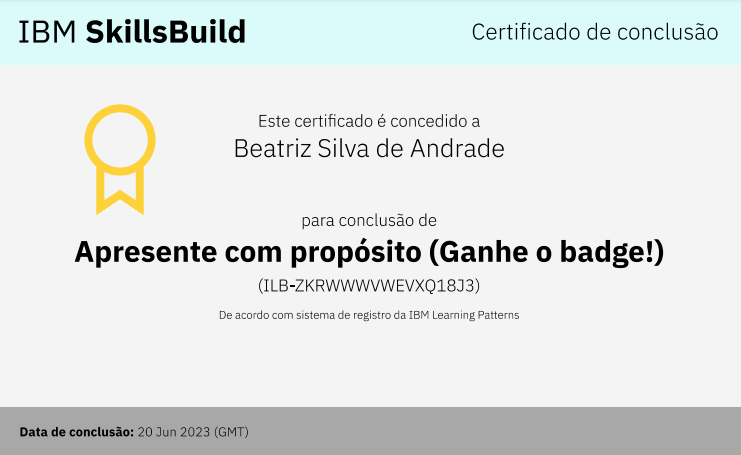 IBM SkillsBuild
Certificado de conclusão
Este certificado é concedido a
Beatriz Silva de Andrade
para conclusão de
Apresente com propósito (Ganhe o badge!)
(ILB-ZKRWWWVWEVXQ18J3)
De acordo com sistema de registro da IBM Learning Patterns
Data de conclusão: 20 Jun 2023 (GMT)